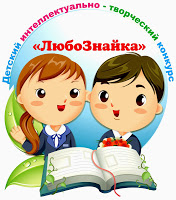 Детский интеллектуально - творческий конкурс
«ЛюбоЗнайка»